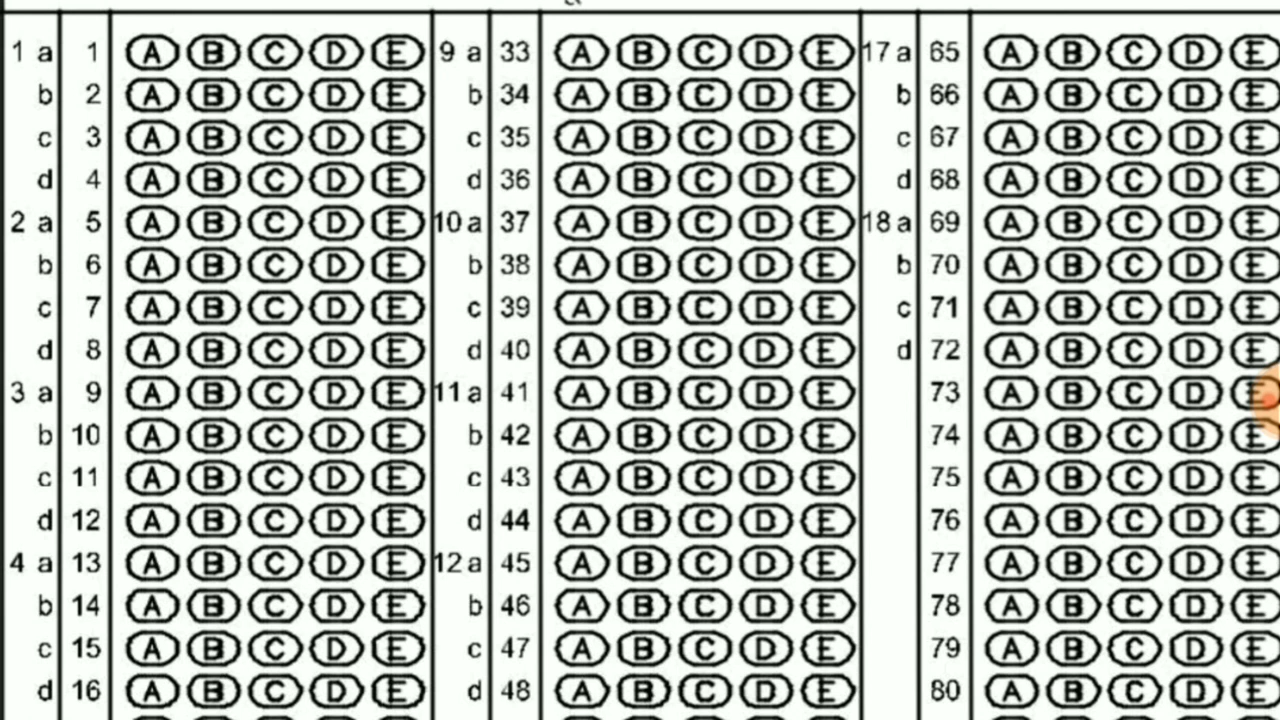 1 a 1 A B C D E 9 a 33 A B C D E 17 a 65 A B C D E
b 2 A B C D E b 34 A B C D E b 66 A B C D E
c 3 A B C D E c 35 A B C D E c 67 A B C D E
d 4 A B C D E d 36 A B C D E d 68 A B C D E
2 a 5 A B C D E 10 a 37 A B C D E 18 a 69 A B C D E
b 6 A B C D E b 38 A B C D E b 70 A B C D E
c 7 A B C D E c 39 A B C D E c 71 A B C D E
d 8 A B C D E d 40 A B C D E d 72 A B C D E
3 a 9 A B C D E 11 a 41 A B C D E 73 A B C D E
b 10 A B C D E b 42 A B C D E 74 A B C D E
c 11 A B C D E c 43 A B C D E 75 A B C D E
d 12 A B C D E d 44 A B C D E 76 A B C D E
4 a 13 A B C D E 12 a 45 A B C D E 77 A B C D E
b 14 A B C D E b 46 A B C D E 78 A B C D E
c 15 A B C D E c 47 A B C D E 79 A B C D E
d 16 A B C D E d 48 A B C D E 80 A B C D E